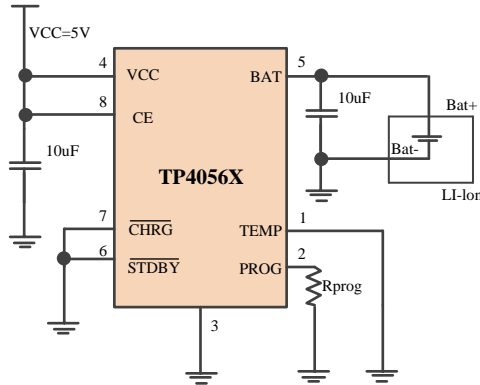 VCC=5V
4
VCC
8
CE
10uF
TP4056X
7
CHRG
6
STDBY
3
5
BAT
10uF
Bat+
Bat-
LI-lon
1
TEMP
2
PROG
Rprog